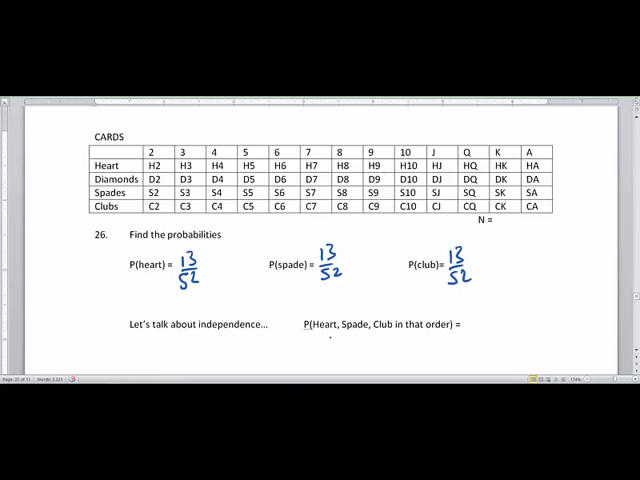 CARDS
2 3 4 5 6 7 8 9 10 J Q K A
Heart H2 H3 H4 H5 H6 H7 H8 H9 H10 HJ HQ HK HA
Diamonds D2 D3 D4 D5 D6 D7 D8 D9 D10 DJ DQ DK DA
Spades S2 S3 S4 S5 S6 S7 S8 S9 S10 SJ SQ SK SA
Clubs C2 C3 C4 C5 C6 C7 C8 C9 C10 CJ CQ CK CA
N =
26. Find the probabilities
P(heart) = 13/52 P(spade) = 13/52 P(club)= 13/52
Let's talk about independence... P(Heart, Spade, Club in that order) =